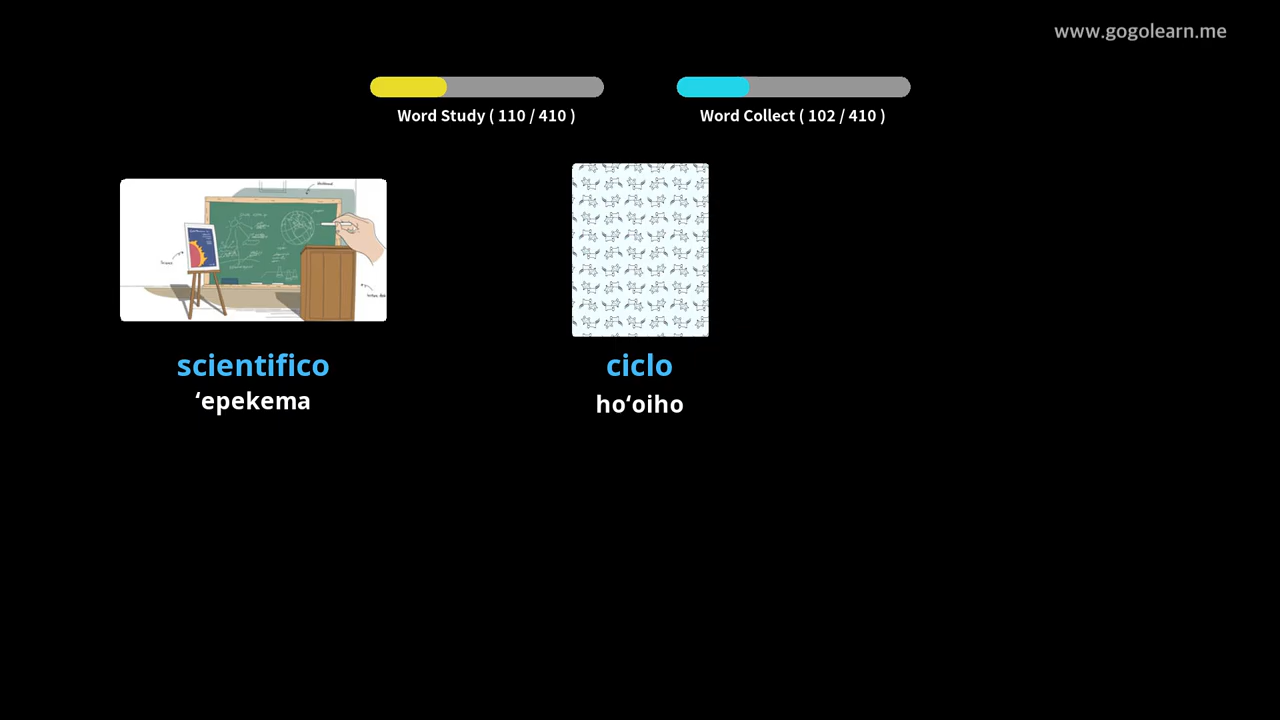 www.gogolearn.me
Word Study ( 110 / 410 )
Word Collect ( 102 / 410 )
scientifico
ʻepekema
ciclo
hoʻoiho